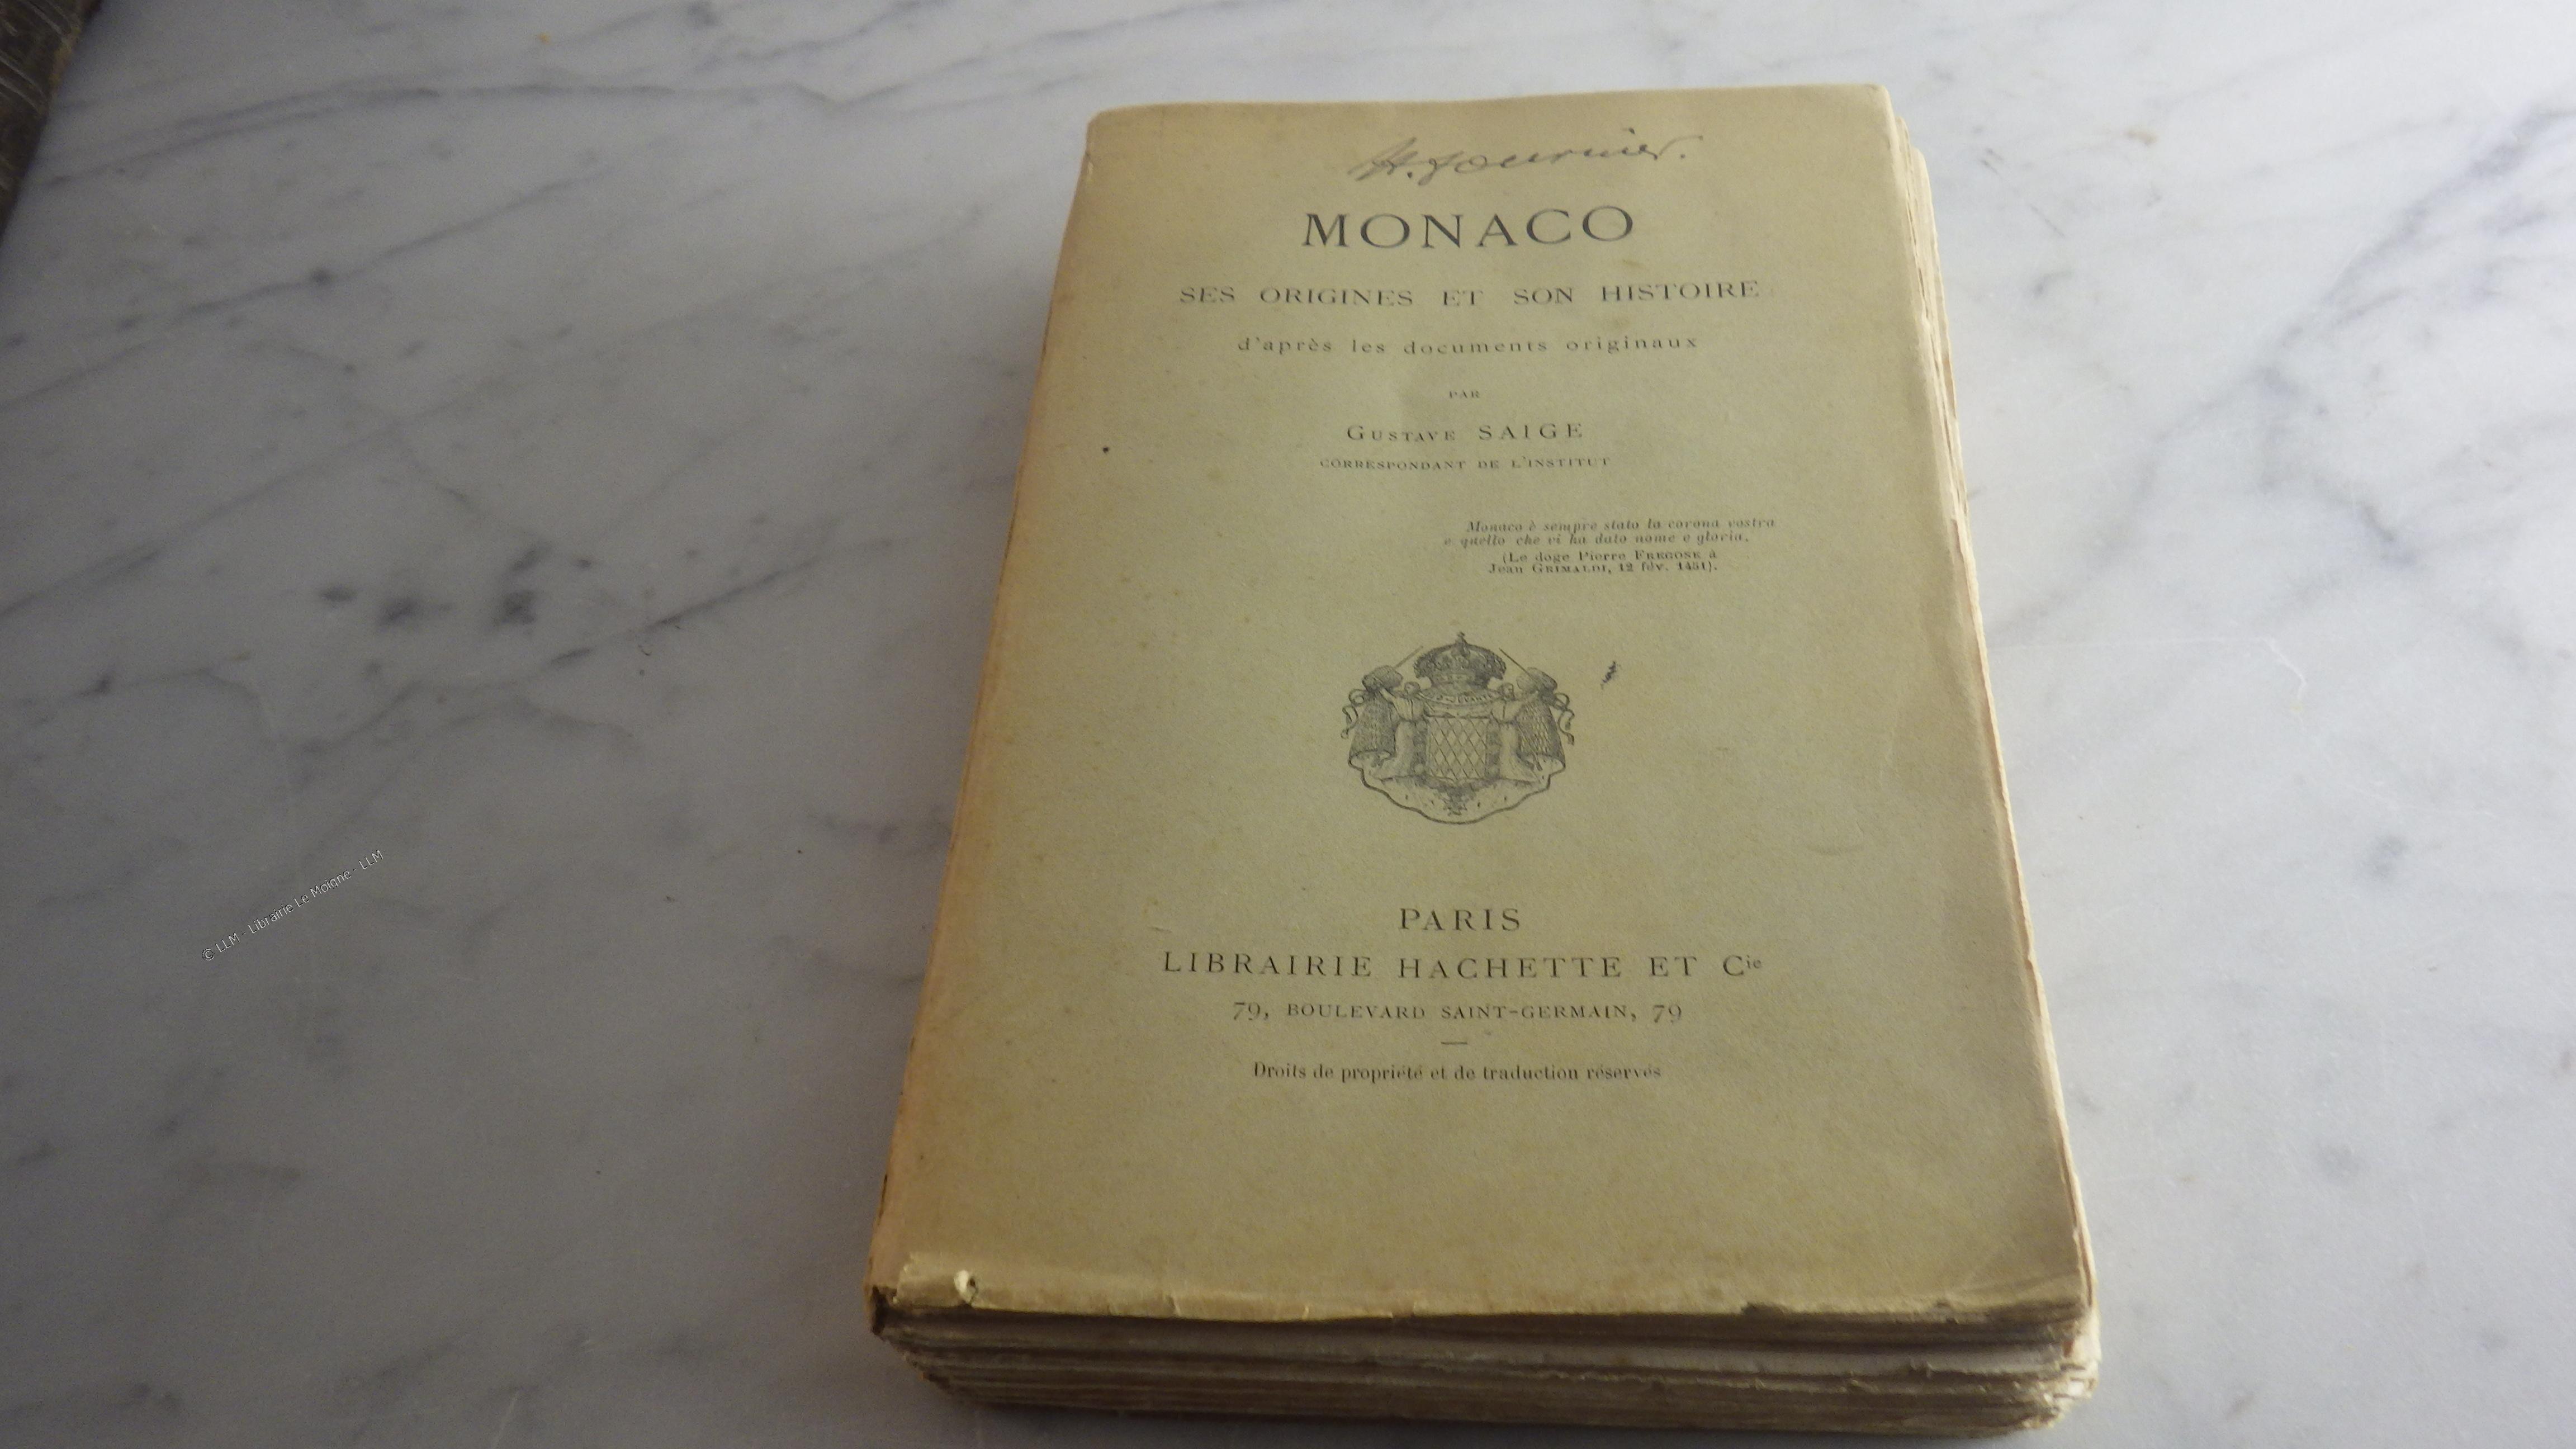 H. Fournier.
MONACO
SES ORIGINES ET SON HISTOIRE
d'après les documents originaux
PAR
GUSTAVE SAIGE
CORRESPONDANT DE L'INSTITUT
Monaco è sempre stato la corona vostra
e quello che vi ha dato nome e gloria.
(Le doge Pierre FREGOSE à
Jean GRIMALDI, 12 fév. 1451).
PARIS
LIBRAIRIE HACHETTE ET Cie
79, BOULEVARD SAINT-GERMAIN, 79
Droits de propriété et de traduction réservés
© LLM - Librairie Le Moigne - LLM